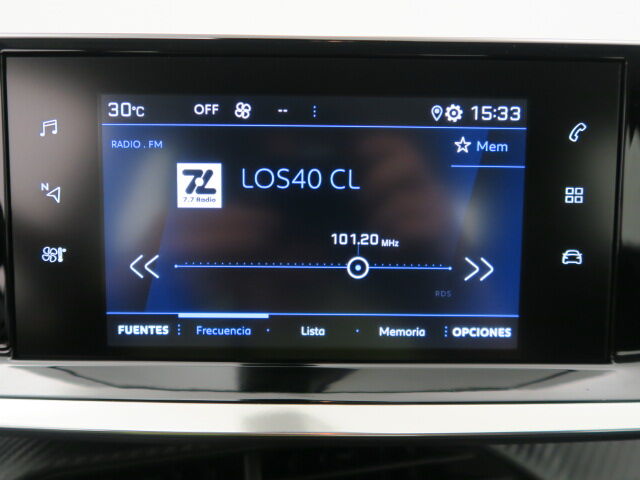 30°C OFF -- 15:33
RADIO . FM
Mem
7.7 Radio
LOS40 CL
N
101.20 MHz
RDS
FUENTES Frecuencia Lista Memoria OPCIONES